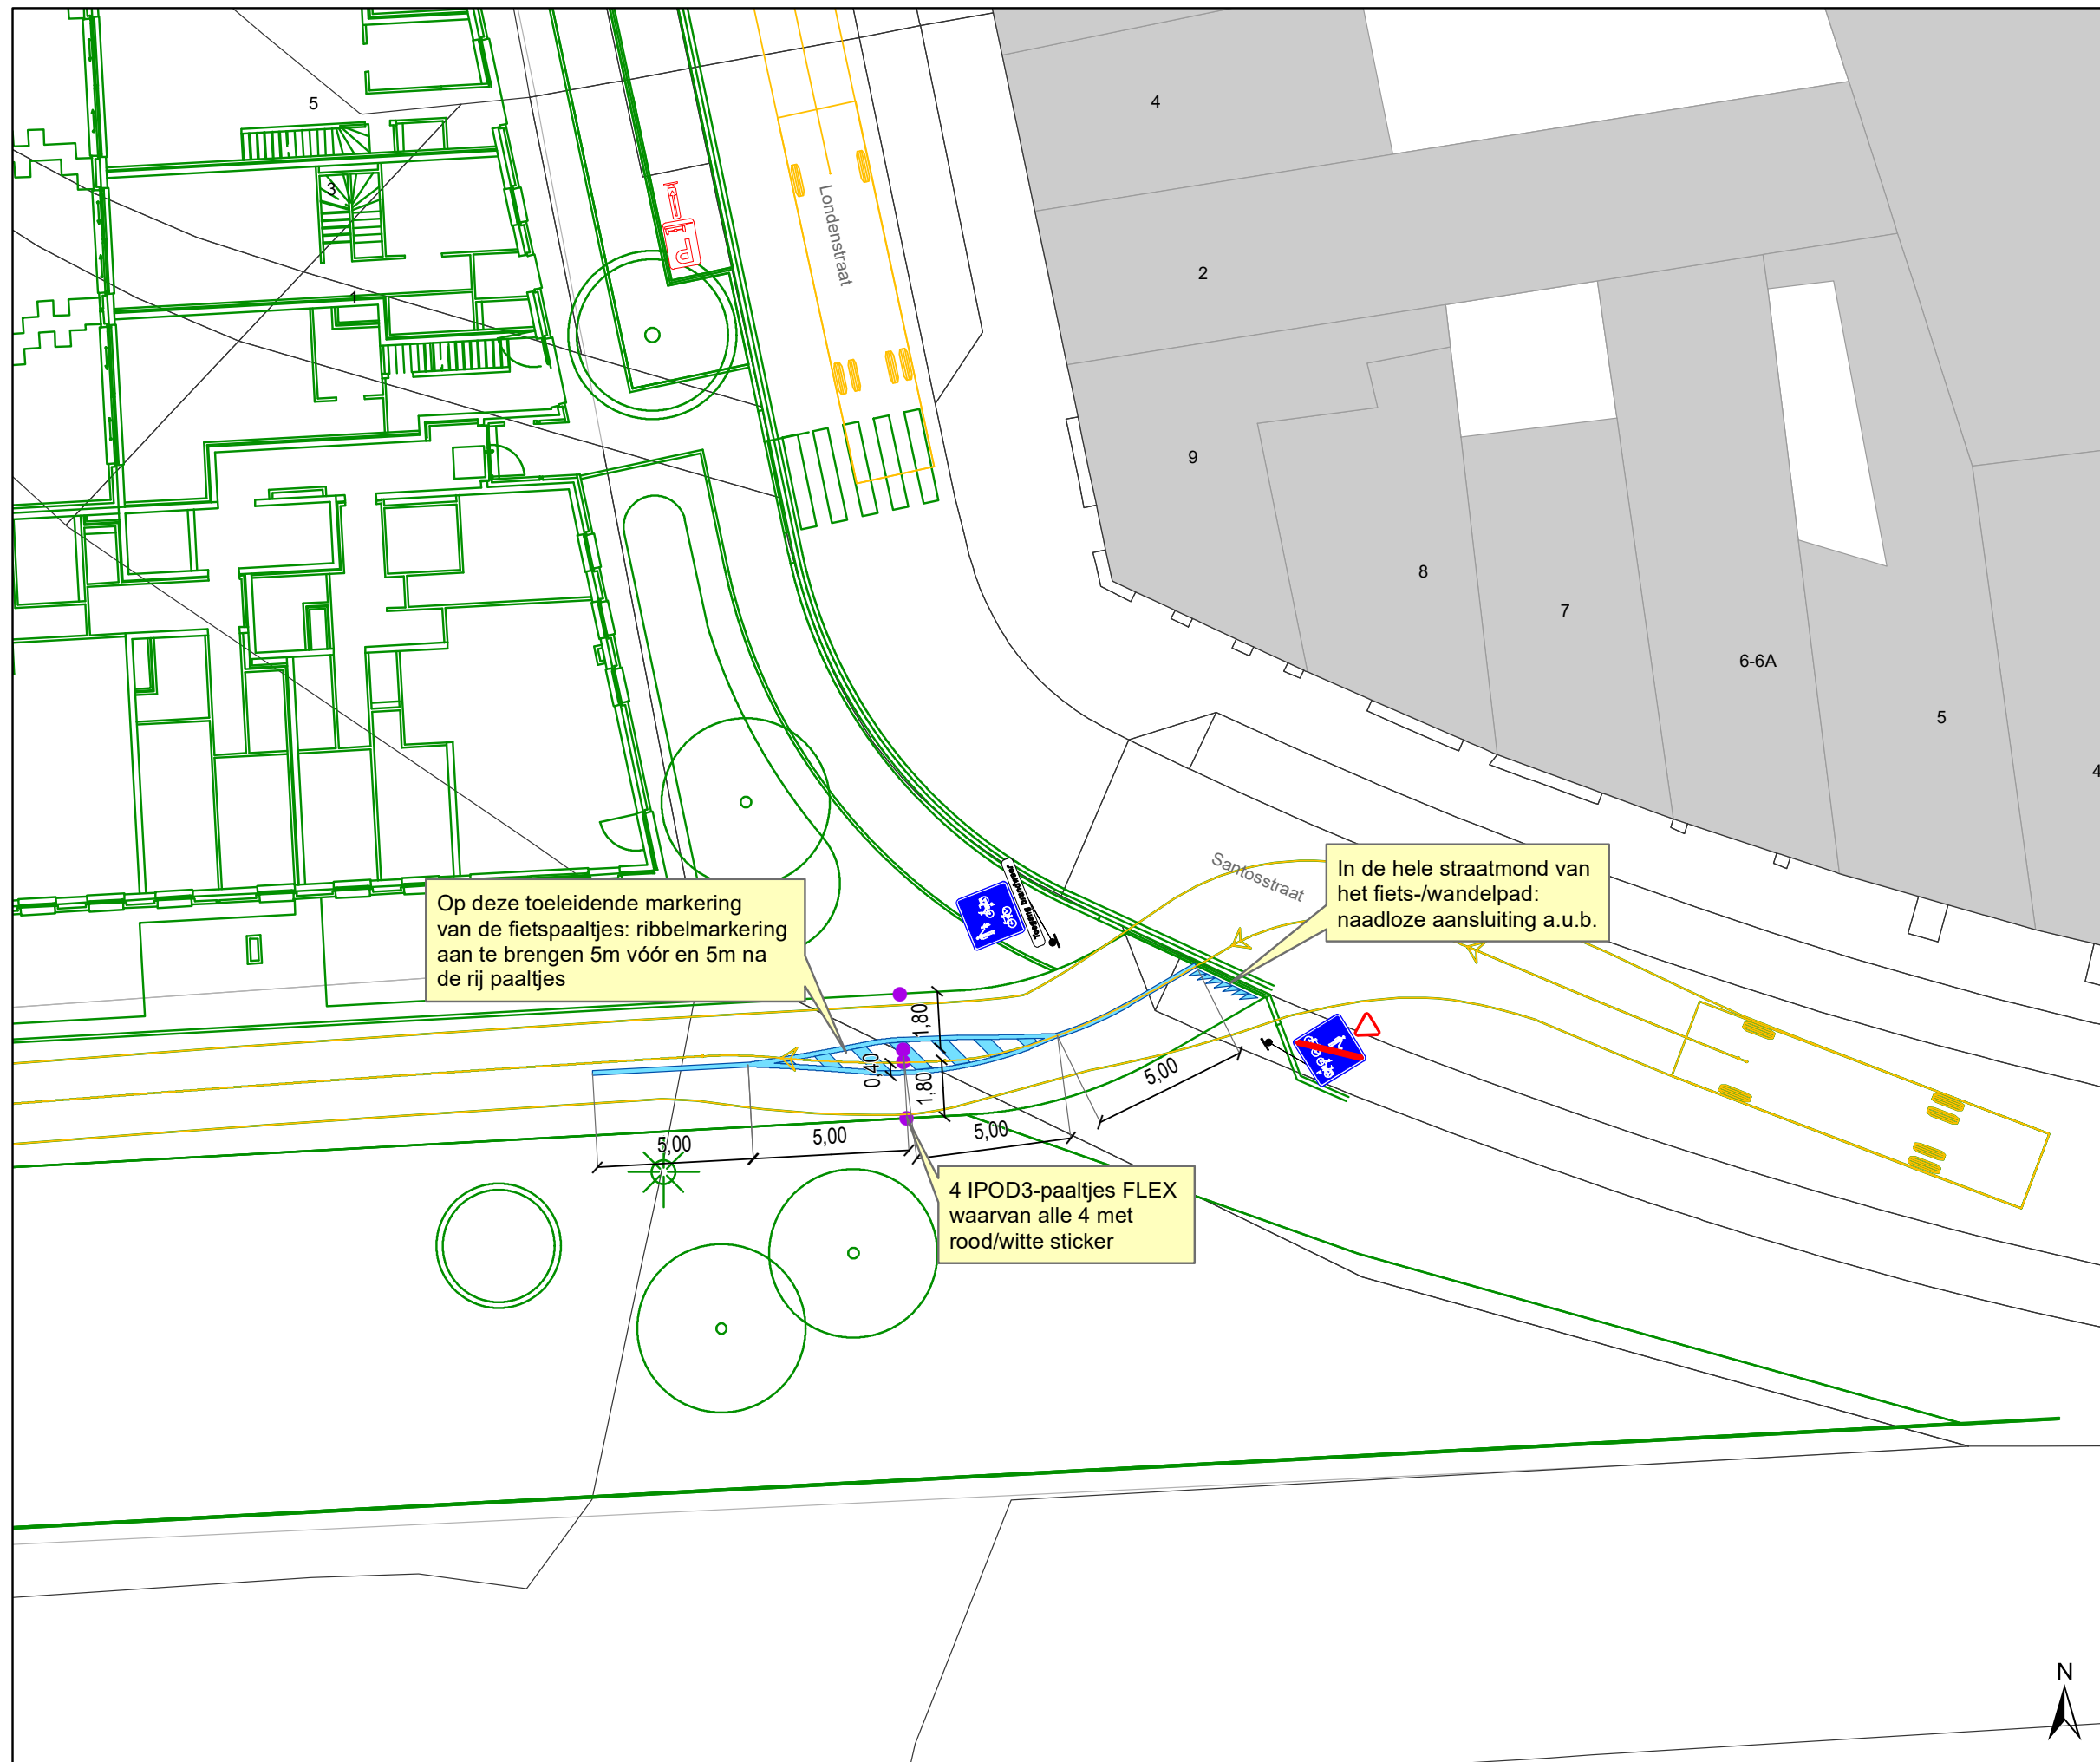 5
4
3
Londenstraat
P
1
2
9
8
7
6-6A
5
4
Santosstraat
In de hele straatmond van
het fiets-/wandelpad:
naadloze aansluiting a.u.b.
Toegang brandweer
Op deze toeleidende markering
van de fietspaaltjes: ribbelmarkering
aan te brengen 5m vóór en 5m na
de rij paaltjes
1,80
0,40
1,80
5,00
5,00
5,00
5,00
4 IPOD3-paaltjes FLEX
waarvan alle 4 met
rood/witte sticker
N